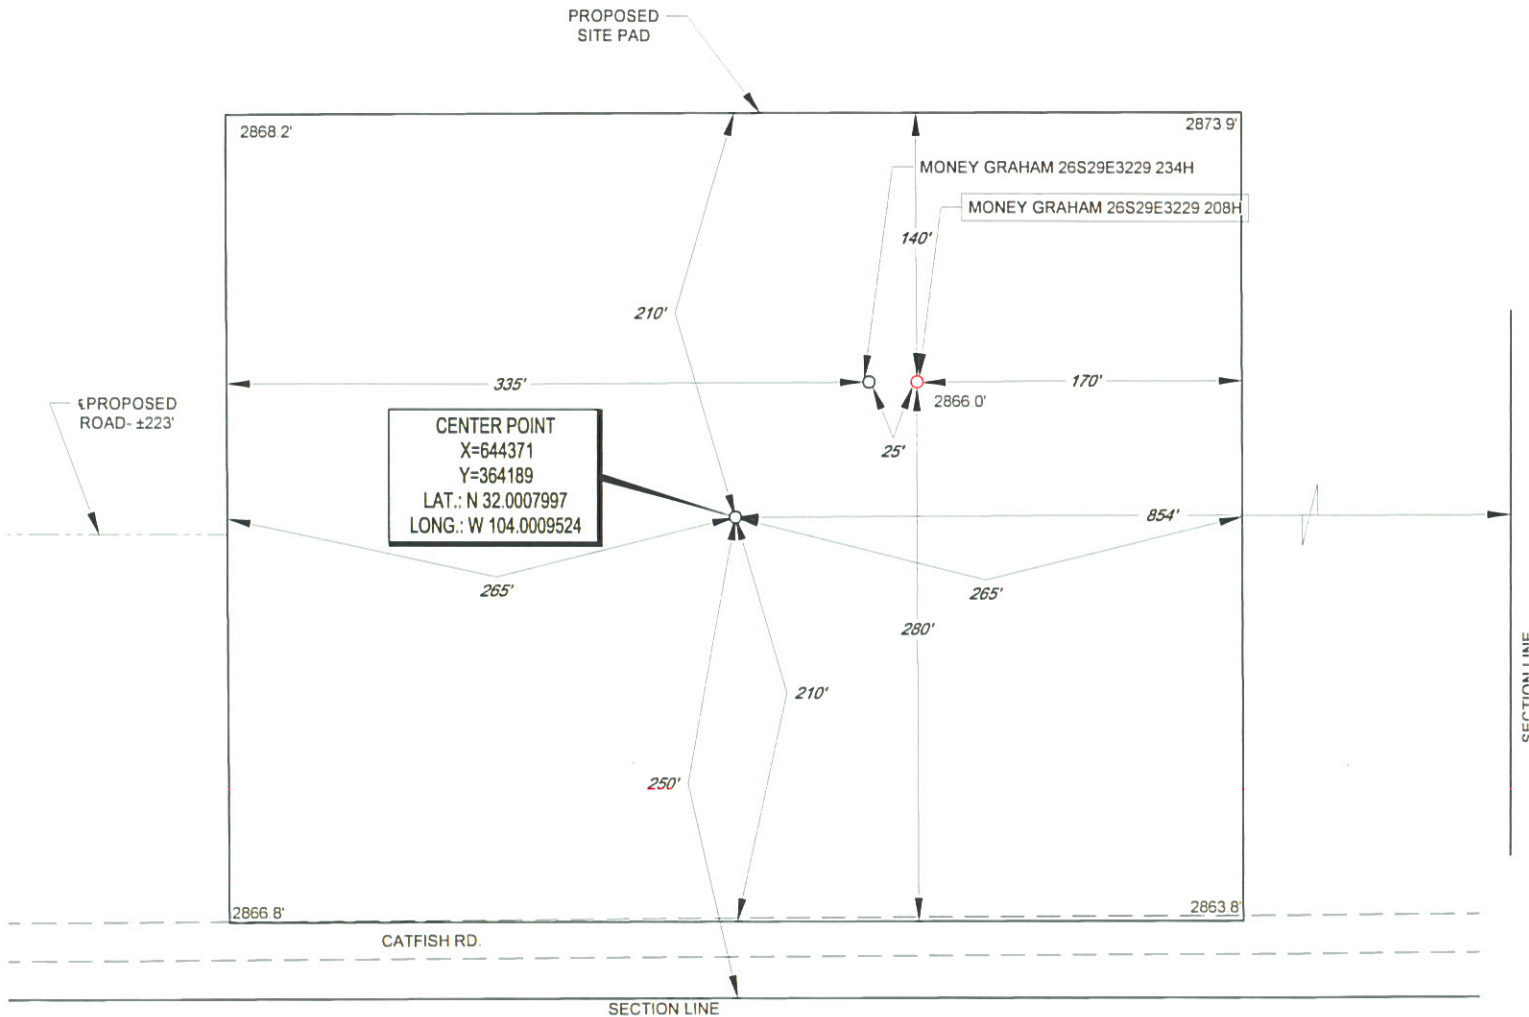 PROPOSED
SITE PAD
2868.2'
2873.9'
MONEY GRAHAM 26S29E3229 234H
MONEY GRAHAM 26S29E3229 208H
140'
210'
335'
170'
2866.0'
℄PROPOSED
ROAD- ±223'
CENTER POINT
X=644371
Y=364189
LAT.: N 32.0007997
LONG.: W 104.0009524
25'
854'
265'
265'
280'
SECTION LINE
210'
250'
2866.8'
2863.8'
CATFISH RD.
SECTION LINE